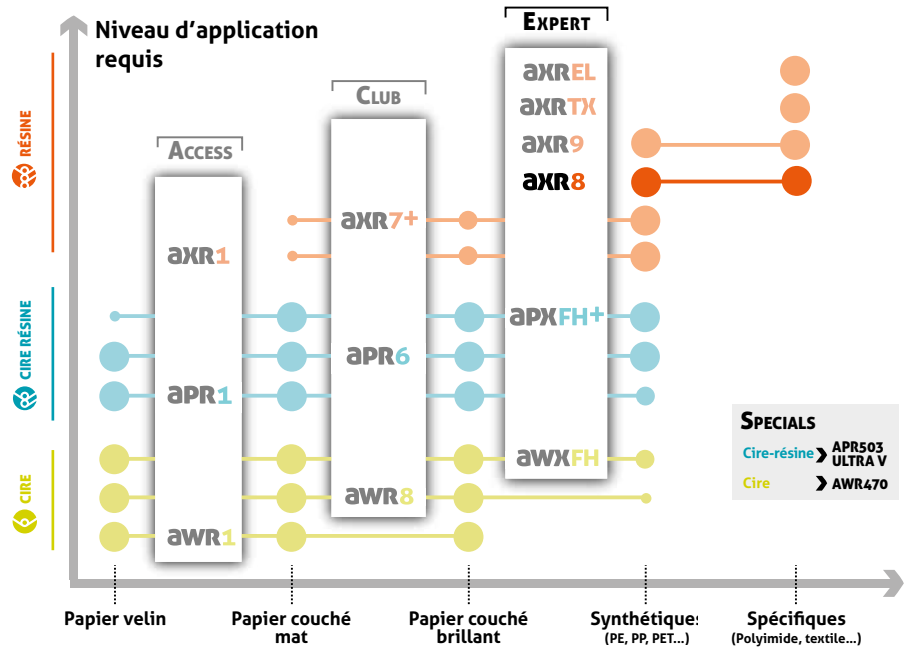 Niveau d’application
requis
EXPERT
CLUB
ACCESS
RÉSINE
CIRE RÉSINE
CIRE
aXREL
aXRTX
aXR9
aXR8
aXR7+
aXR1
aPXFH+
aPR6
aPR1
aWXFH
aWR8
aWR1
SPECIALS
Cire-résine APR503
ULTRA V
Cire AWR470
Papier velin
Papier couché
mat
Papier couché
brillant
Synthétiques
(PE, PP, PET...)
Spécifiques
(Polyimide, textile...)